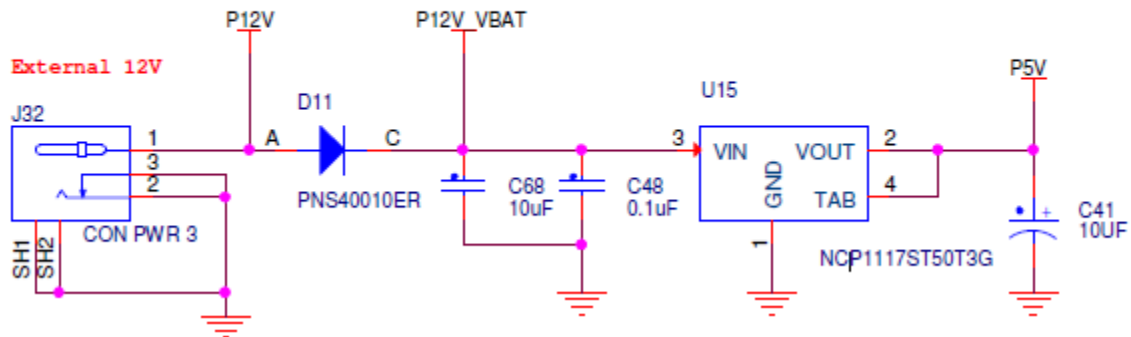 P12V
P12V_VBAT
External 12V
P5V
D11
U15
J32
1
A
C
3
VIN
VOUT
2
3
2
PNS40010ER
C68
10uF
C48
0.1uF
GND
TAB
4
C41
10UF
CON PWR 3
SH1
SH2
1
NCP1117ST50T3G